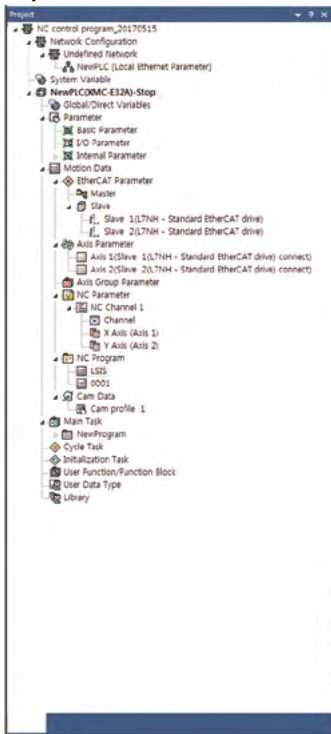 Project
NC control program_20170515
Network Configuration
Undefined Network
NewPLC [Local Ethernet Parameter]
System Variable
NewPLC(XMC-E32A)-Stop
Global/Direct Variables
Parameter
Basic Parameter
I/O Parameter
Internal Parameter
Motion Data
EtherCAT Parameter
Master
Slave
Slave 1(L7NH - Standard EtherCAT drive)
Slave 2(L7NH - Standard EtherCAT drive)
Axis Parameter
Axis 1(Slave 1(L7NH - Standard EtherCAT drive) connect)
Axis 2(Slave 2(L7NH - Standard EtherCAT drive) connect)
Axis Group Parameter
NC Parameter
NC Channel 1
Channel
X Axis (Axis 1)
Y Axis (Axis 2)
NC Program
LSIS
0001
Cam Data
Cam profile 1
Main Task
NewProgram
Cycle Task
Initialization Task
User Function/Function Block
User Data Type
Library